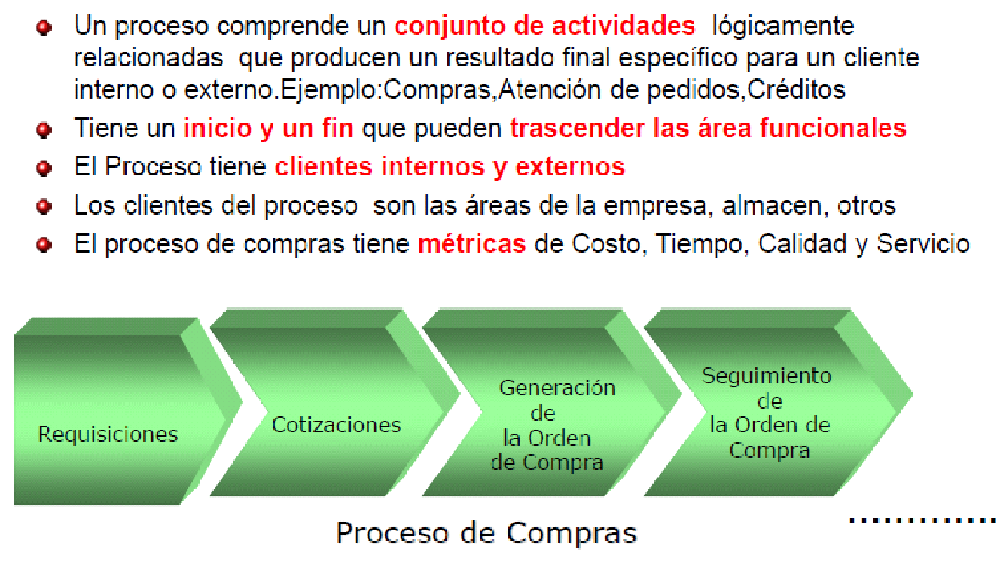 Un proceso comprende un conjunto de actividades lógicamente
relacionadas que producen un resultado final específico para un cliente
interno o externo.Ejemplo:Compras,Atención de pedidos,Créditos
Tiene un inicio y un fin que pueden trascender las área funcionales
El Proceso tiene clientes internos y externos
Los clientes del proceso son las áreas de la empresa, almacen, otros
El proceso de compras tiene métricas de Costo, Tiempo, Calidad y Servicio
Requisiciones
Cotizaciones
Generación
de
la Orden
de Compra
Seguimiento
de
la Orden de
Compra
.............
Proceso de Compras